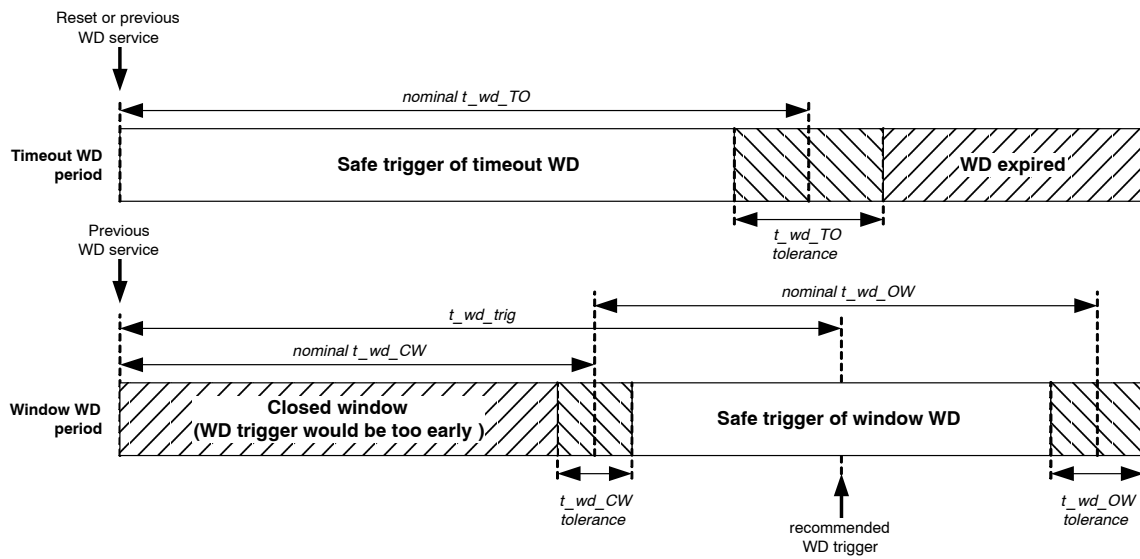 Reset or previous
WD service
nominal t_wd_TO
Timeout WD
period
Safe trigger of timeout WD
WD expired
t_wd_TO
tolerance
Previous
WD service
nominal t_wd_OW
t_wd_trig
nominal t_wd_CW
Window WD
period
Closed window
(WD trigger would be too early )
Safe trigger of window WD
t_wd_CW
tolerance
t_wd_OW
tolerance
recommended
WD trigger